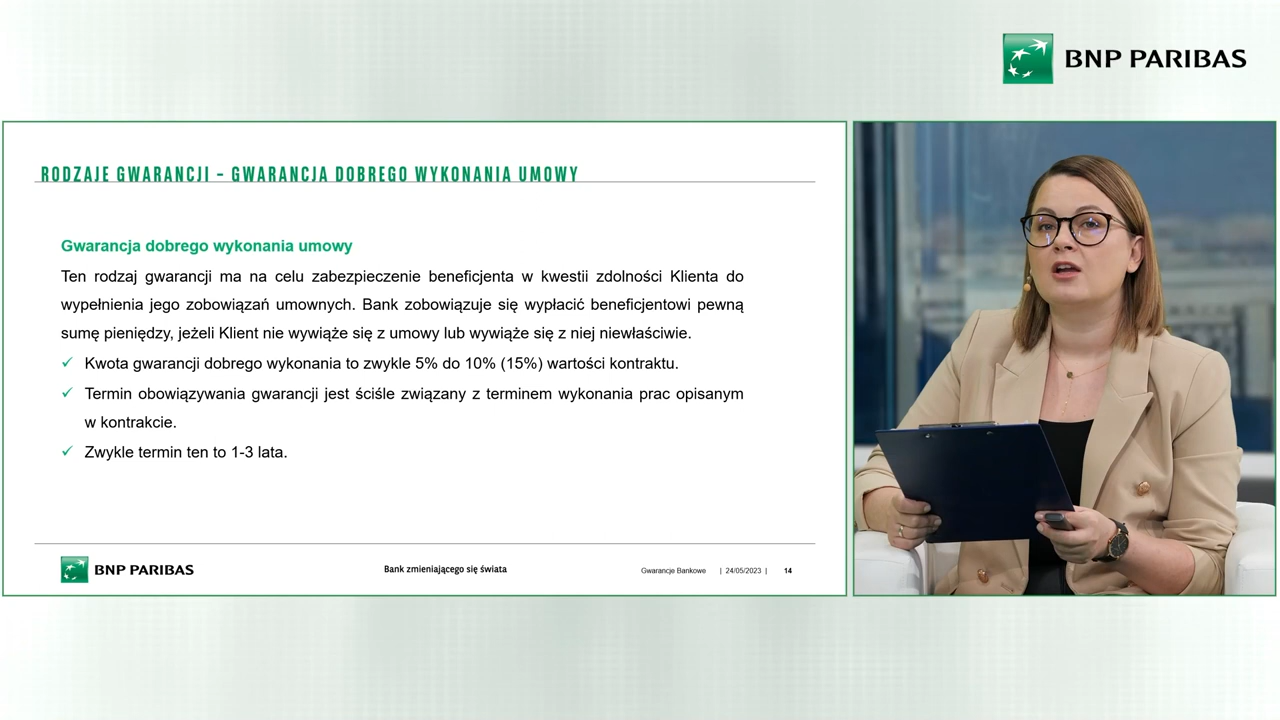 BNP PARIBAS
RODZAJE GWARANCJI – GWARANCJA DOBREGO WYKONANIA UMOWY
Gwarancja dobrego wykonania umowy
Ten rodzaj gwarancji ma na celu zabezpieczenie beneficjenta w kwestii zdolności Klienta do
wypełnienia jego zobowiązań umownych. Bank zobowiązuje się wypłacić beneficjentowi pewną
sumę pieniędzy, jeżeli Klient nie wywiąże się z umowy lub wywiąże się z niej niewłaściwie.
✓ Kwota gwarancji dobrego wykonania to zwykle 5% do 10% (15%) wartości kontraktu.
✓ Termin obowiązywania gwarancji jest ściśle związany z terminem wykonania prac opisanym
w kontrakcie.
✓ Zwykle termin ten to 1-3 lata.
BNP PARIBAS
Bank zmieniającego się świata
Gwarancje Bankowe | 24/05/2023 | 14